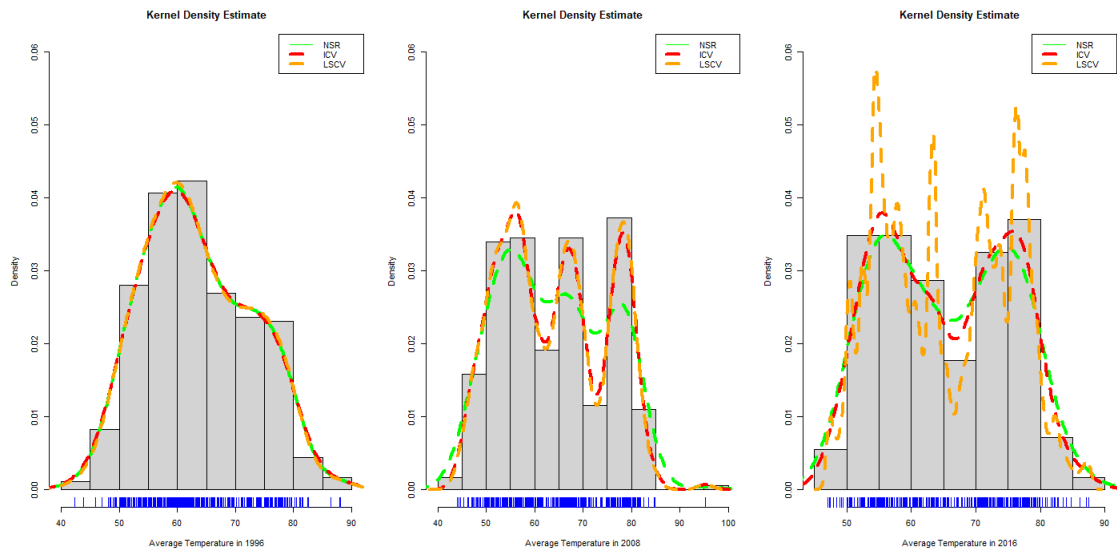 Kernel Density Estimate
NSR
ICV
LSCV
Density
0.00
0.01
0.02
0.03
0.04
0.05
0.06
40 50 60 70 80 90
Average Temperature in 1996
Kernel Density Estimate
NSR
ICV
LSCV
Density
0.00
0.01
0.02
0.03
0.04
0.05
0.06
40 50 60 70 80 90 100
Average Temperature in 2008
Kernel Density Estimate
NSR
ICV
LSCV
Density
0.00
0.01
0.02
0.03
0.04
0.05
0.06
50 60 70 80 90
Average Temperature in 2016